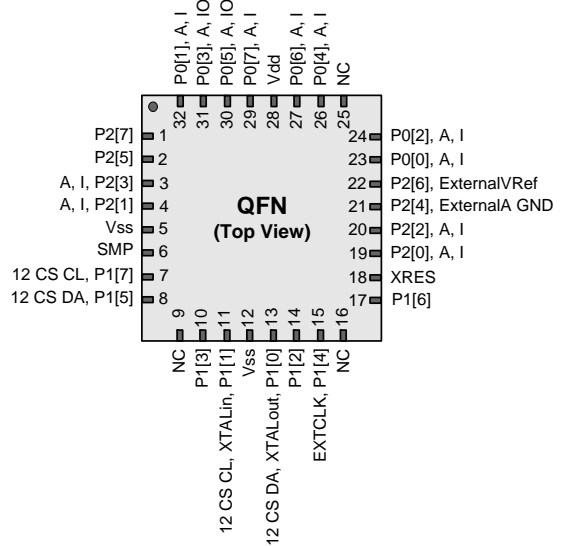 P0[1], A, I
P0[3], A, IO
P0[5], A, IO
P0[7], A, I
Vdd
P0[6], A, I
P0[4], A, I
NC
32
31
30
29
28
27
26
25
P2[7] 1
P2[5] 2
A, I, P2[3] 3
A, I, P2[1] 4
Vss 5
SMP 6
12 CS CL, P1[7] 7
12 CS DA, P1[5] 8
QFN
(Top View)
24 P0[2], A, I
23 P0[0], A, I
22 P2[6], ExternalVRef
21 P2[4], ExternalA GND
20 P2[2], A, I
19 P2[0], A, I
18 XRES
17 P1[6]
9
10
11
12
13
14
15
16
NC
P1[3]
12 CS CL, XTALin, P1[1]
Vss
12 CS DA, XTALout, P1[0]
P1[2]
EXTCLK, P1[4]
NC